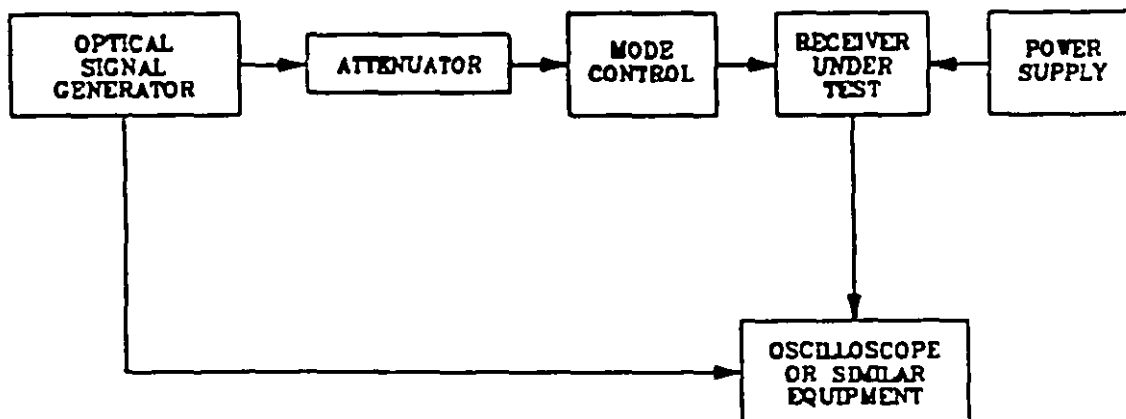 OPTICAL
SIGNAL
GENERATOR
ATTENUATOR
MODE
CONTROL
RECEIVER
UNDER
TEST
POWER
SUPPLY
OSCILLOSCOPE
OR SIMILAR
EQUIPMENT